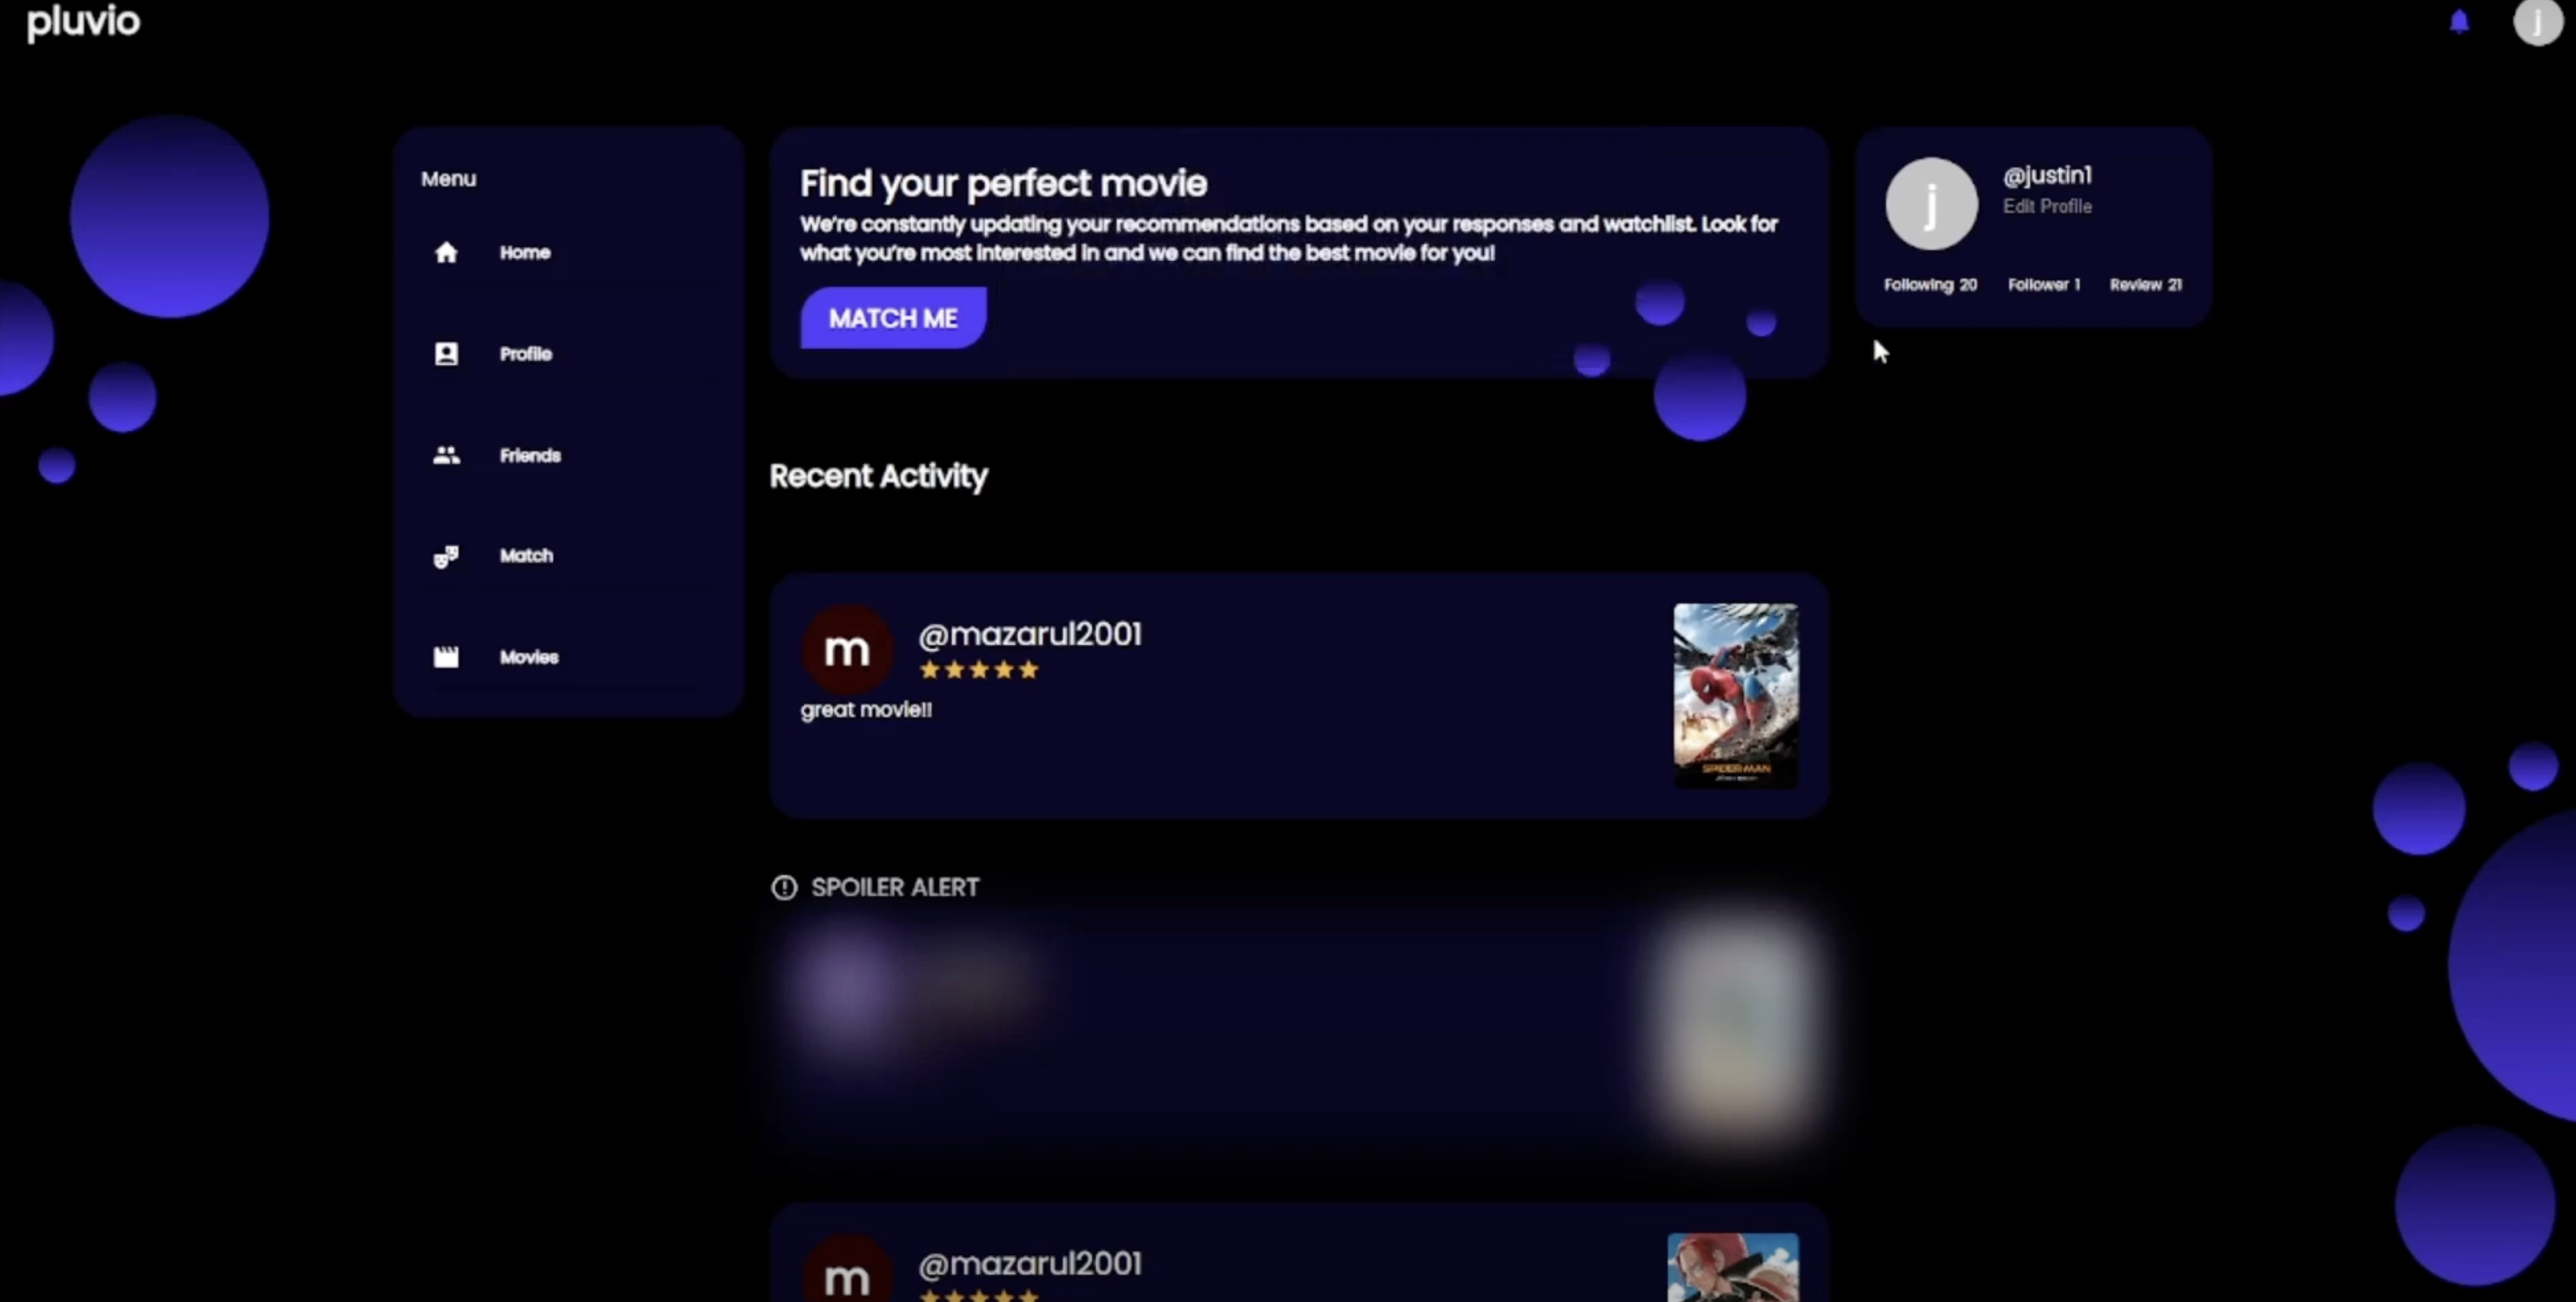 pluvio
j
Menu
Home
Profile
Friends
Match
Movies
Find your perfect movie
We're constantly updating your recommendations based on your responses and watchlist. Look for
what you're most interested in and we can find the best movie for you!
MATCH ME
j
@justin1
Edit Profile
Following 20 Follower 1 Review 21
Recent Activity
m
@mazarul2001
great movie!!
SPIDER-MAN
SPOILER ALERT
m
@mazarul2001